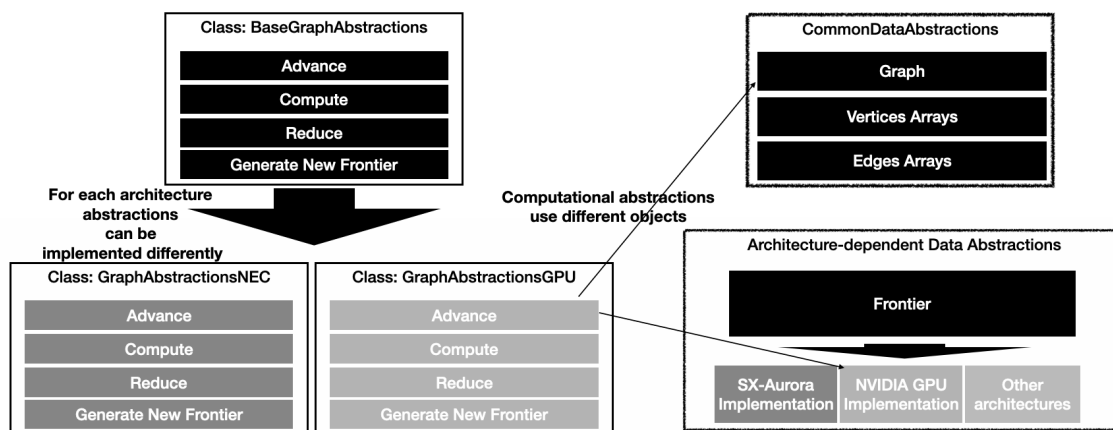 Class: BaseGraphAbstractions
Advance
Compute
Reduce
Generate New Frontier
For each architecture
abstractions
can be
implemented differently
Class: GraphAbstractionsNEC
Advance
Compute
Reduce
Generate New Frontier
Class: GraphAbstractionsGPU
Advance
Compute
Reduce
Generate New Frontier
Computational abstractions
use different objects
CommonDataAbstractions
Graph
Vertices Arrays
Edges Arrays
Architecture-dependent Data Abstractions
Frontier
SX-Aurora
Implementation
NVIDIA GPU
Implementation
Other
architectures